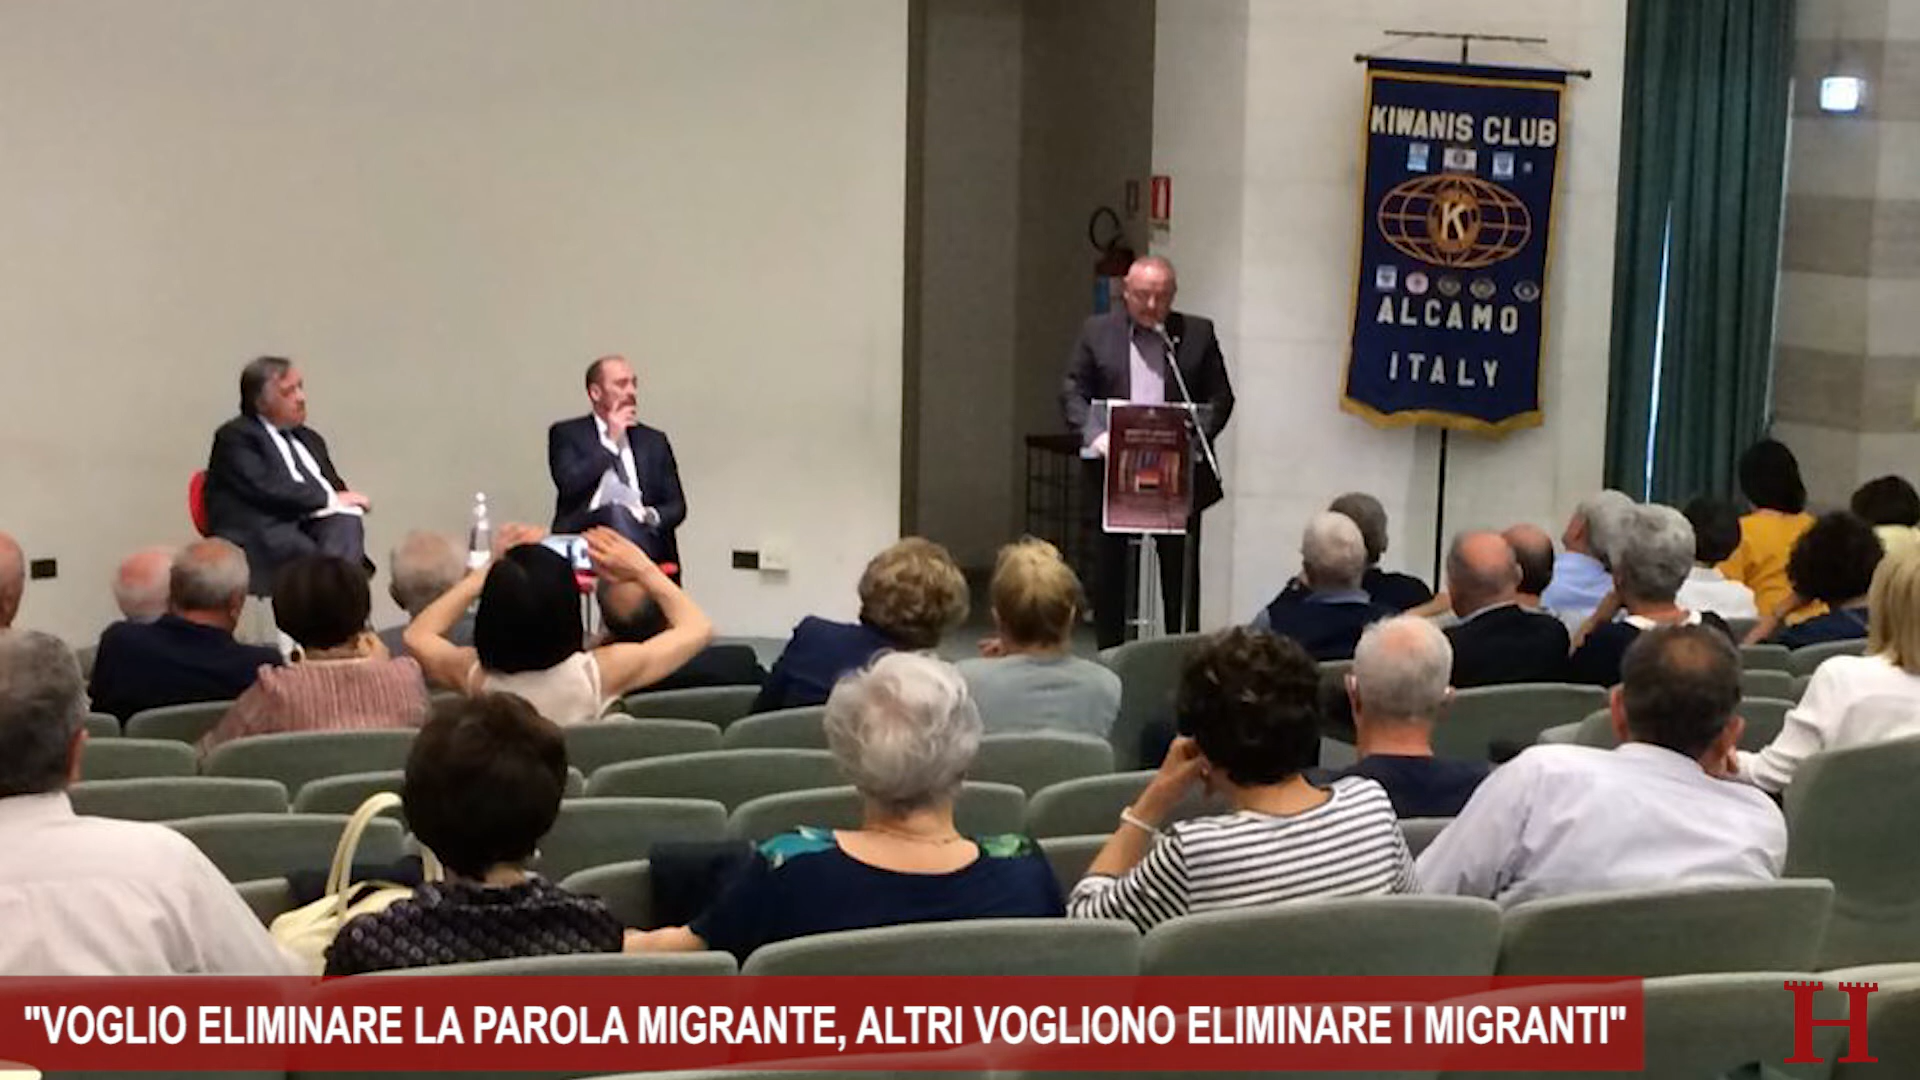 KIWANIS CLUB
K
ALCAMO
ITALY
"VOGLIO ELIMINARE LA PAROLA MIGRANTE, ALTRI VOGLIONO ELIMINARE I MIGRANTI"
H